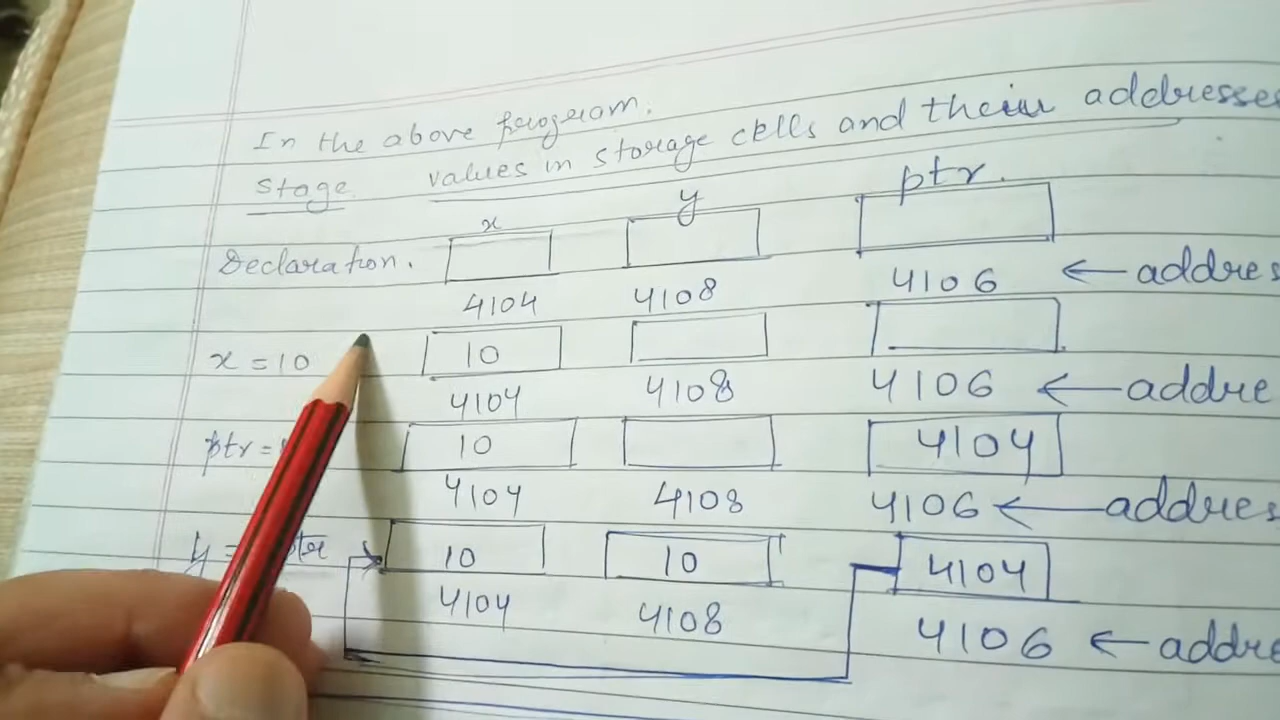 In the above program.
Stage values in storage cells and their addresses
x y ptr.
Declaration.
4104 4108 4106 ← addres
x = 10 10
4104 4108 4106 ← addre
ptr = 10 4104
4104 4108 4106 ← address
y = ptr 10 10 4104
4104 4108 4106 ← addre